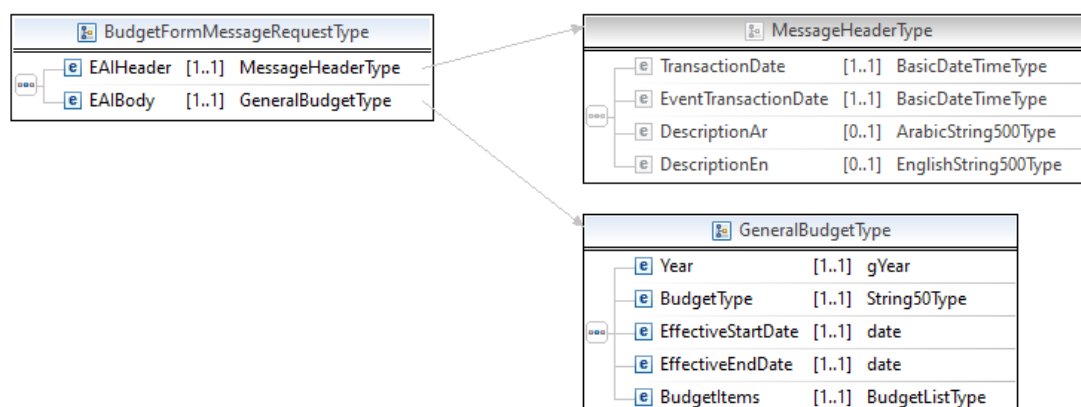 BudgetFormMessageRequestType
EAIHeader [1..1] MessageHeaderType
EAIBody [1..1] GeneralBudgetType
MessageHeaderType
TransactionDate [1..1] BasicDateTimeType
EventTransactionDate [1..1] BasicDateTimeType
DescriptionAr [0..1] ArabicString500Type
DescriptionEn [0..1] EnglishString500Type
GeneralBudgetType
Year [1..1] gYear
BudgetType [1..1] String50Type
EffectiveStartDate [1..1] date
EffectiveEndDate [1..1] date
BudgetItems [1..1] BudgetListType